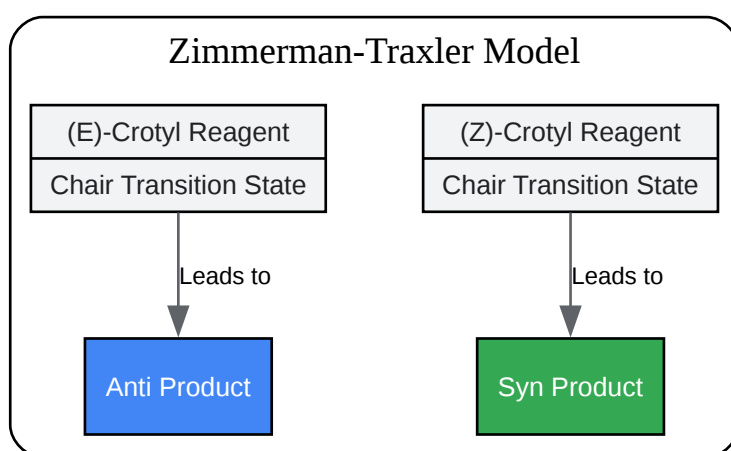 Zimmerman-Traxler Model
(E)-Crotyl Reagent
Chair Transition State
(Z)-Crotyl Reagent
Chair Transition State
Leads to
Leads to
Anti Product
Syn Product